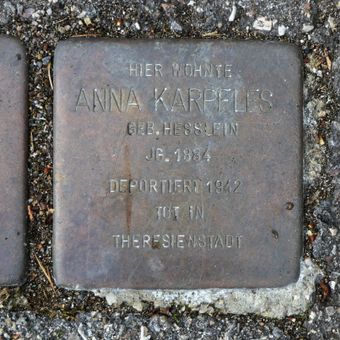 HIER WOHNTE
ANNA KARPELES
GEB. HESSLEIN
JG. 1884
DEPORTIERT 1942
TOT IN
THERESIENSTADT